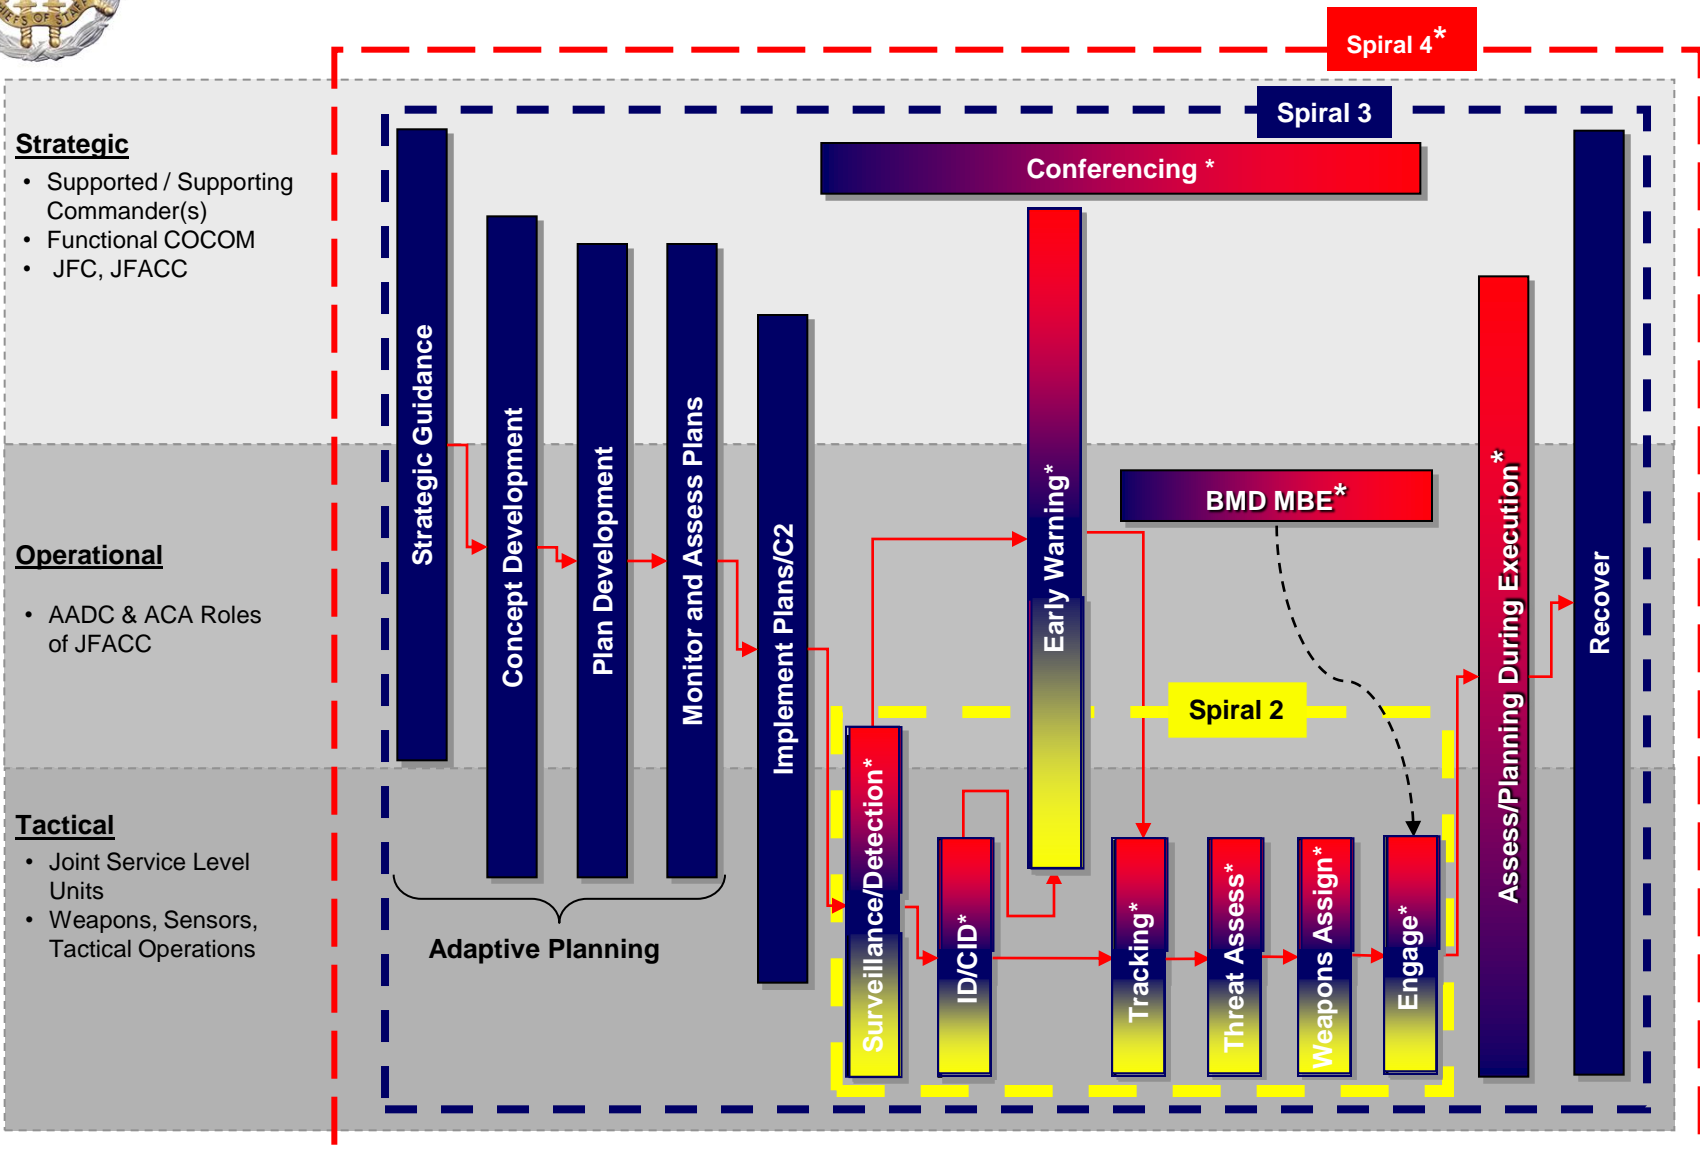 CHIEFS OF STAFF
Spiral 4*
Spiral 3
Strategic
• Supported / Supporting
Commander(s)
• Functional COCOM
• JFC, JFACC
Conferencing *
Strategic Guidance
Concept Development
Plan Development
Monitor and Assess Plans
Implement Plans/C2
Early Warning*
BMD MBE*
Assess/Planning During Execution*
Recover
Operational
• AADC & ACA Roles
of JFACC
Spiral 2
Tactical
• Joint Service Level
Units
• Weapons, Sensors,
Tactical Operations
Adaptive Planning
Surveillance/Detection*
ID/CID*
Tracking*
Threat Assess*
Weapons Assign*
Engage*